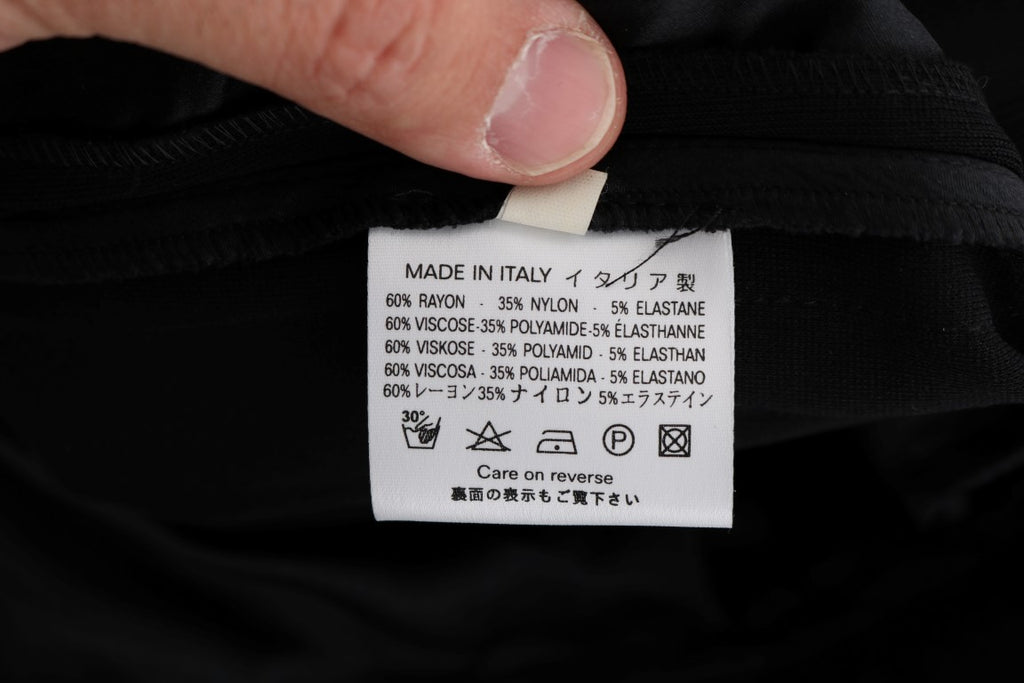 MADE IN ITALY イタリア製
60% RAYON - 35% NYLON - 5% ELASTANE
60% VISCOSE-35% POLYAMIDE-5% ÉLASTHANNE
60% VISKOSE - 35% POLYAMID - 5% ELASTHAN
60% VISCOSA - 35% POLIAMIDA - 5% ELASTANO
60%レーヨン35%ナイロン5%エラステイン
30° P
Care on reverse
裏面の表示もご覧下さい